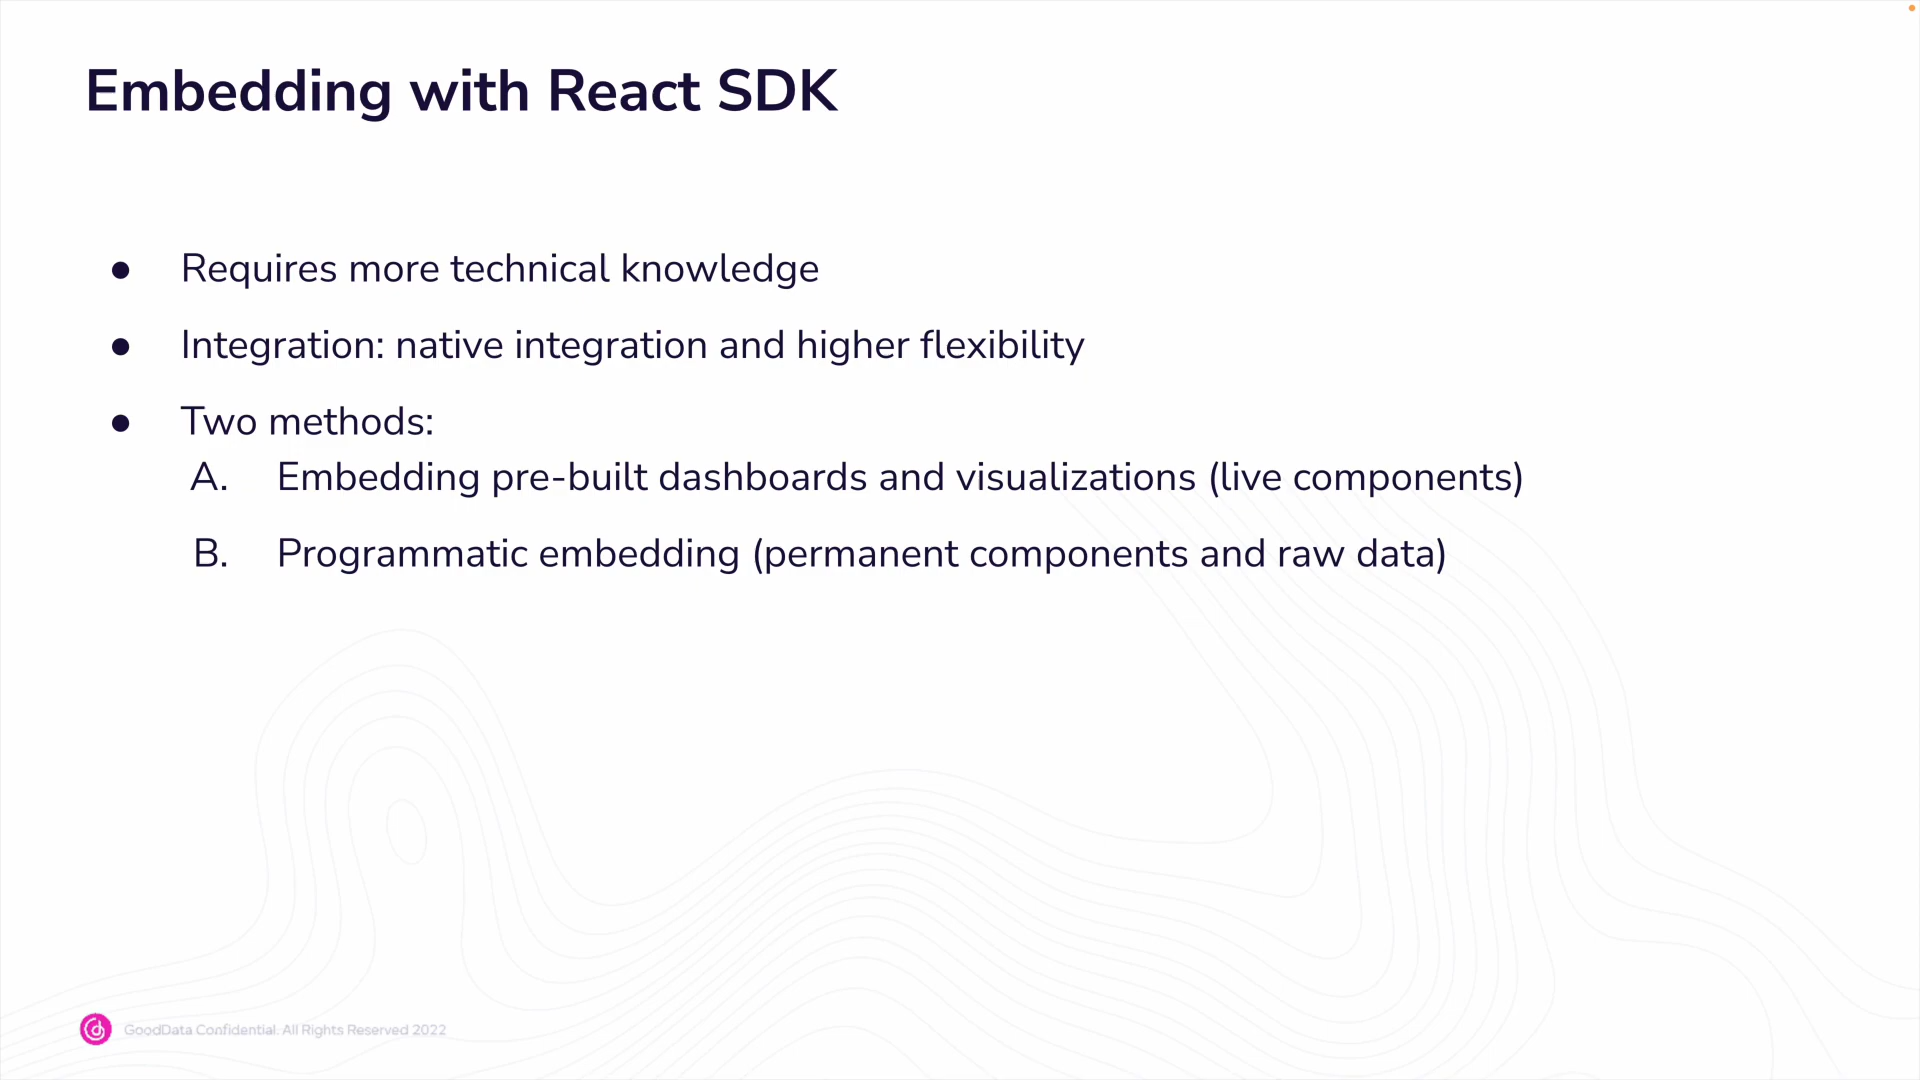 Embedding with React SDK
● Requires more technical knowledge
● Integration: native integration and higher flexibility
● Two methods:
A. Embedding pre-built dashboards and visualizations (live components)
B. Programmatic embedding (permanent components and raw data)
GoodData Confidential. All Rights Reserved 2022